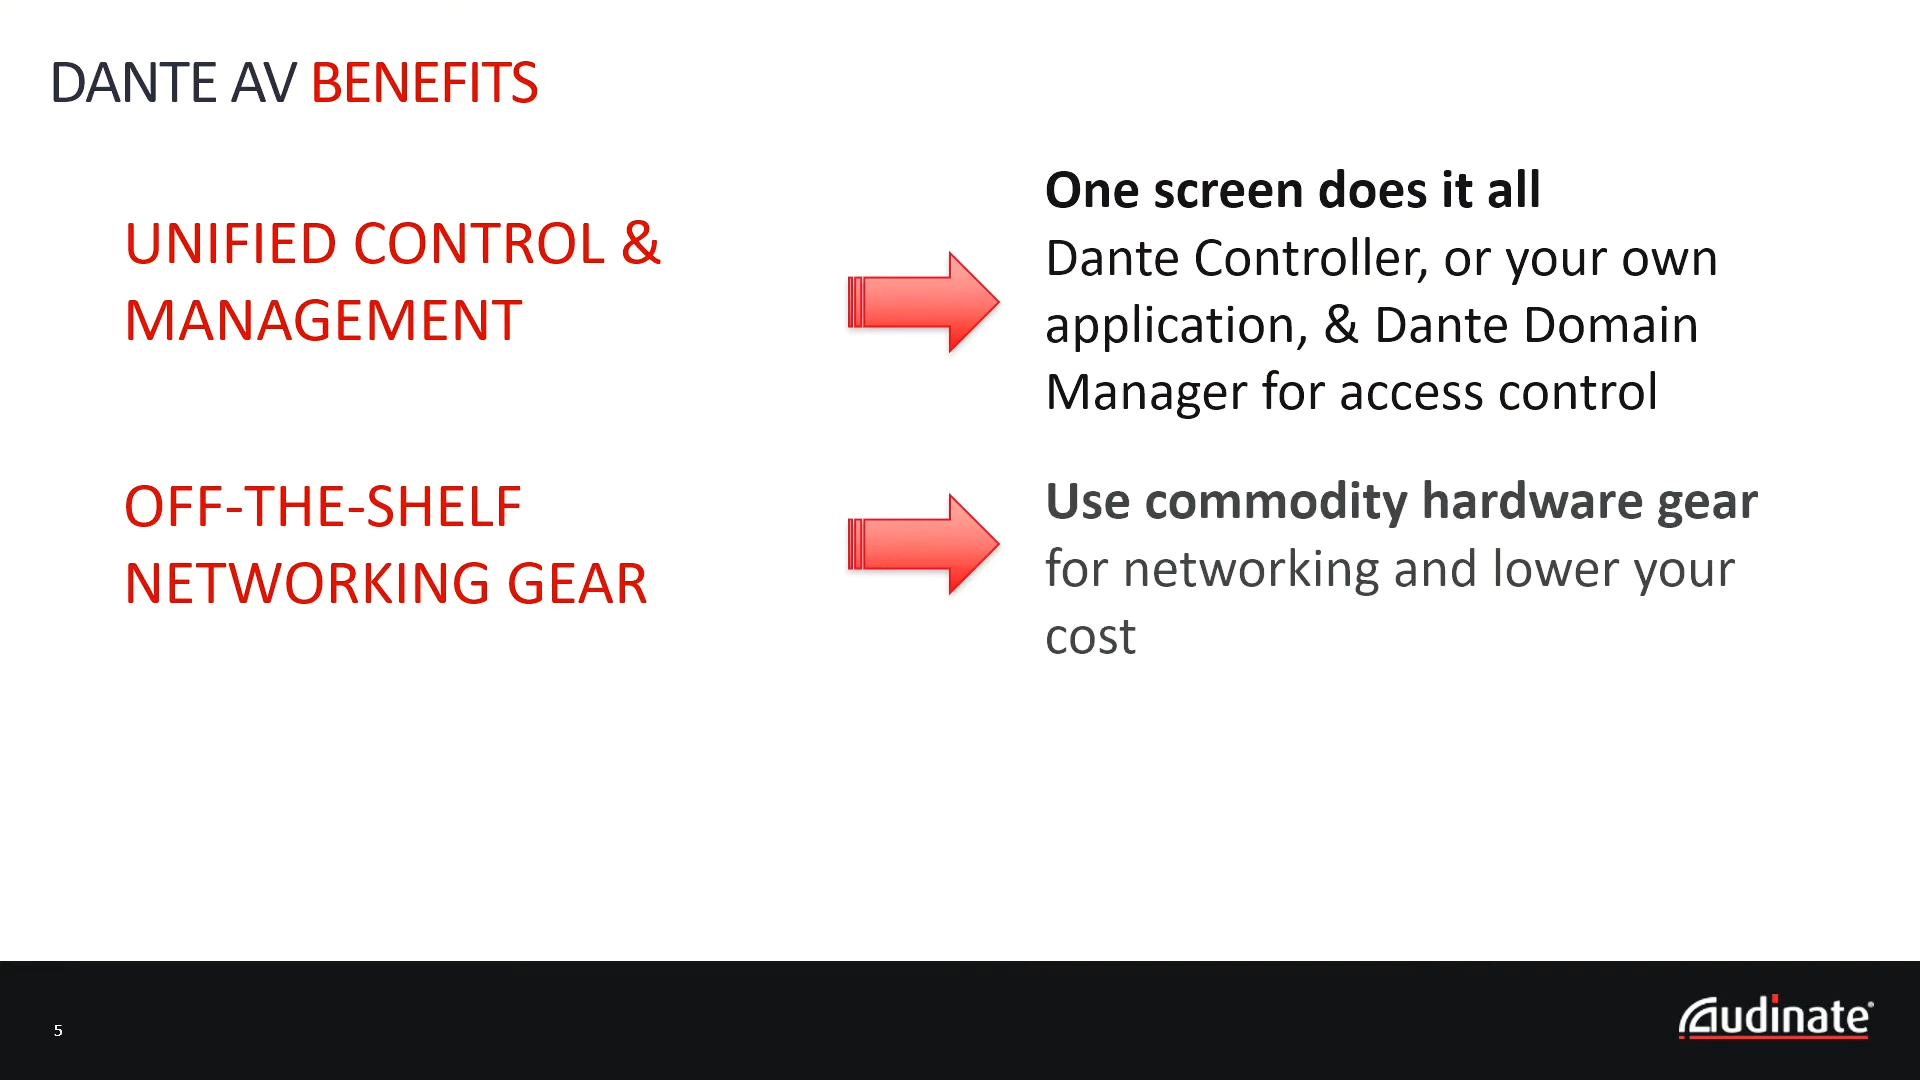 DANTE AV BENEFITS
UNIFIED CONTROL &
MANAGEMENT
One screen does it all
Dante Controller, or your own
application, & Dante Domain
Manager for access control
OFF-THE-SHELF
NETWORKING GEAR
Use commodity hardware gear
for networking and lower your
cost
5
Audinate®